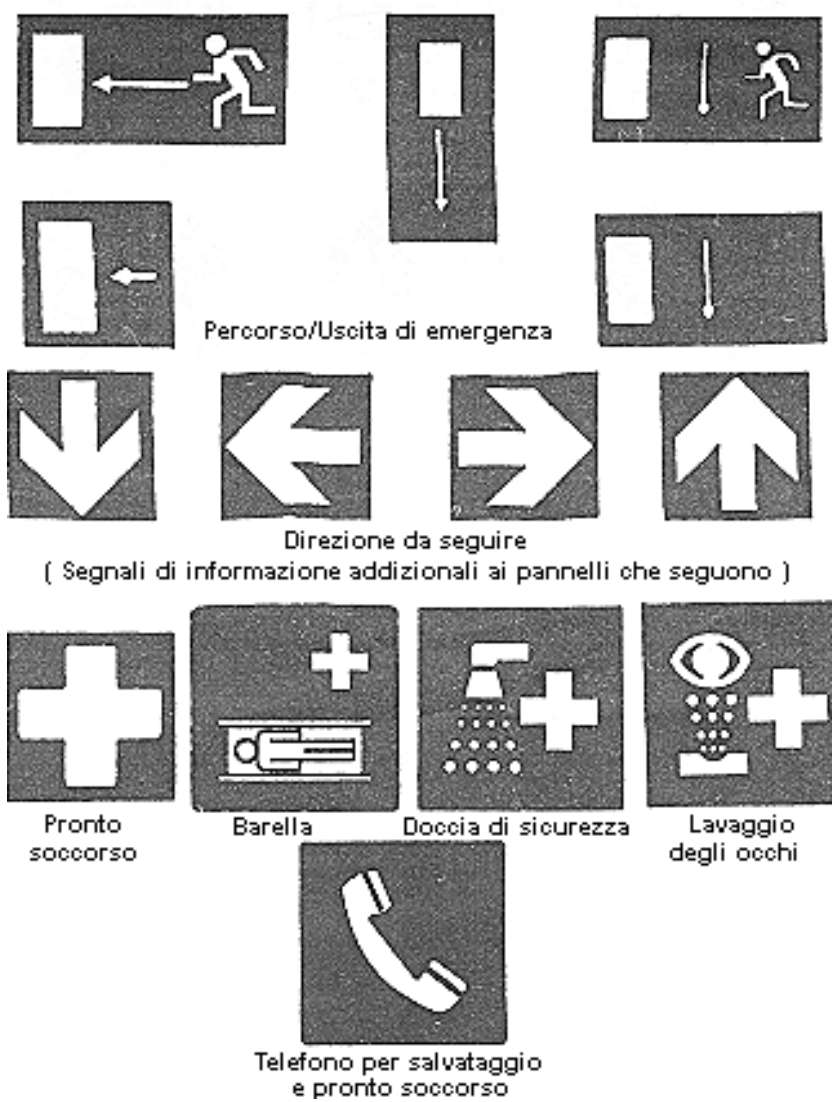 Percorso/Uscita di emergenza
Direzione da seguire
( Segnali di informazione addizionali ai pannelli che seguono )
Pronto
soccorso
Barella
Doccia di sicurezza
Lavaggio
degli occhi
Telefono per salvataggio
e pronto soccorso